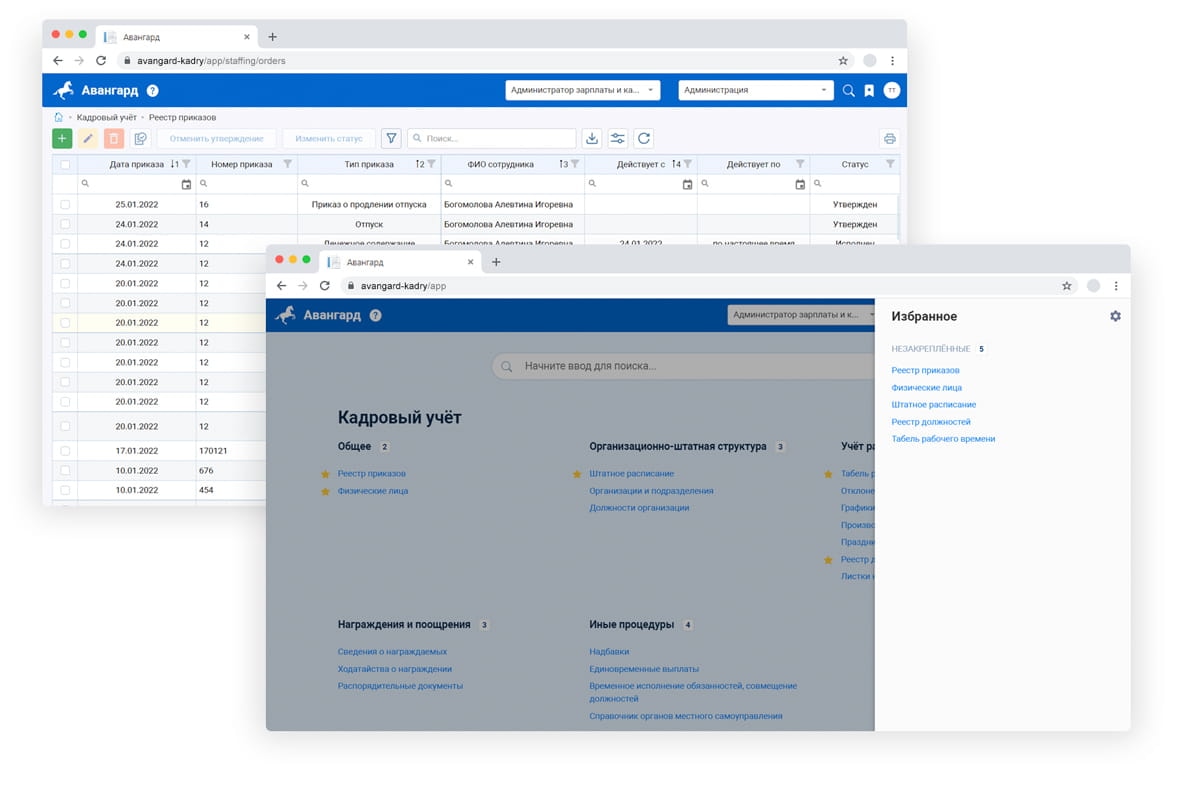 Авангард
avangard-kadry/app/staffing/orders
Авангард ? Администратор зарплаты и ка... Администрация ТТ
Кадровый учёт • Реестр приказов
Отменить утверждение Изменить статус Поиск...
Дата приказа 1 Номер приказа Тип приказа 2 ФИО сотрудника 3 Действует с 4 Действует по Статус
25.01.2022 16 Приказ о продлении отпуска Богомолова Алевтина Игоревна Утвержден
24.01.2022 14 Отпуск Богомолова Алевтина Игоревна Утвержден
24.01.2022 12 Денежное содержание Богомолова Алевтина Игоревна 24.01.2022 по настоящее время Исполнен
24.01.2022 12
20.01.2022 12
20.01.2022 12
20.01.2022 12
20.01.2022 12
20.01.2022 12
20.01.2022 12
20.01.2022 12
20.01.2022 12
17.01.2022 170121
10.01.2022 676
10.01.2022 454
Авангард
avangard-kadry/app
Авангард ? Администратор зарплаты и к...
Начните ввод для поиска...
Кадровый учёт
Общее 2
Реестр приказов
Физические лица
Организационно-штатная структура 3
Штатное расписание
Организации и подразделения
Должности организации
Учёт ра
Табель р
Отклоне
Графики
Произво
Праздни
Реестр д
Листки н
Награждения и поощрения 3
Сведения о награждаемых
Ходатайства о награждении
Распорядительные документы
Иные процедуры 4
Надбавки
Единовременные выплаты
Временное исполнение обязанностей, совмещение
должностей
Справочник органов местного самоуправления
Избранное
НЕЗАКРЕПЛЁННЫЕ 5
Реестр приказов
Физические лица
Штатное расписание
Реестр должностей
Табель рабочего времени